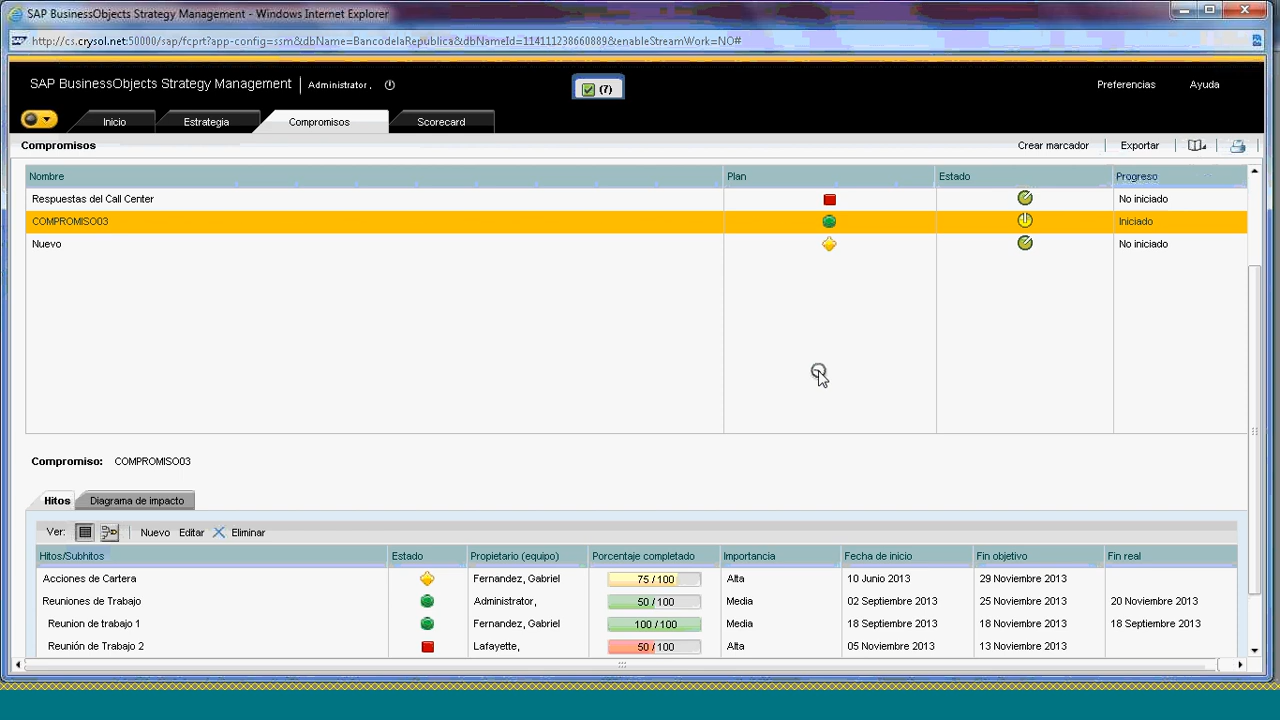 SAP BusinessObjects Strategy Management - Windows Internet Explorer
http://cs.crysol.net:50000/sap/fcprt?app-config=ssm&dbName=BancodelaRepublica&dbNameId=114111238660889&enableStreamWork=NO#
SAP BusinessObjects Strategy Management Administrator , (7) Preferencias Ayuda
Inicio Estrategia Compromisos Scorecard
Compromisos Crear marcador Exportar
Nombre Plan Estado Progreso
Respuestas del Call Center No iniciado
COMPROMISO03 Iniciado
Nuevo No iniciado
Compromiso: COMPROMISO03
Hitos Diagrama de impacto
Ver: Nuevo Editar Eliminar
Hitos/Subhitos Estado Propietario (equipo) Porcentaje completado Importancia Fecha de inicio Fin objetivo Fin real
Acciones de Cartera Fernandez, Gabriel 75 / 100 Alta 10 Junio 2013 29 Noviembre 2013
Reuniones de Trabajo Administrator, 50 / 100 Media 02 Septiembre 2013 25 Noviembre 2013 20 Noviembre 2013
Reunion de trabajo 1 Fernandez, Gabriel 100 / 100 Media 18 Septiembre 2013 18 Noviembre 2013 18 Septiembre 2013
Reunión de Trabajo 2 Lafayette, 50 / 100 Alta 05 Noviembre 2013 13 Noviembre 2013